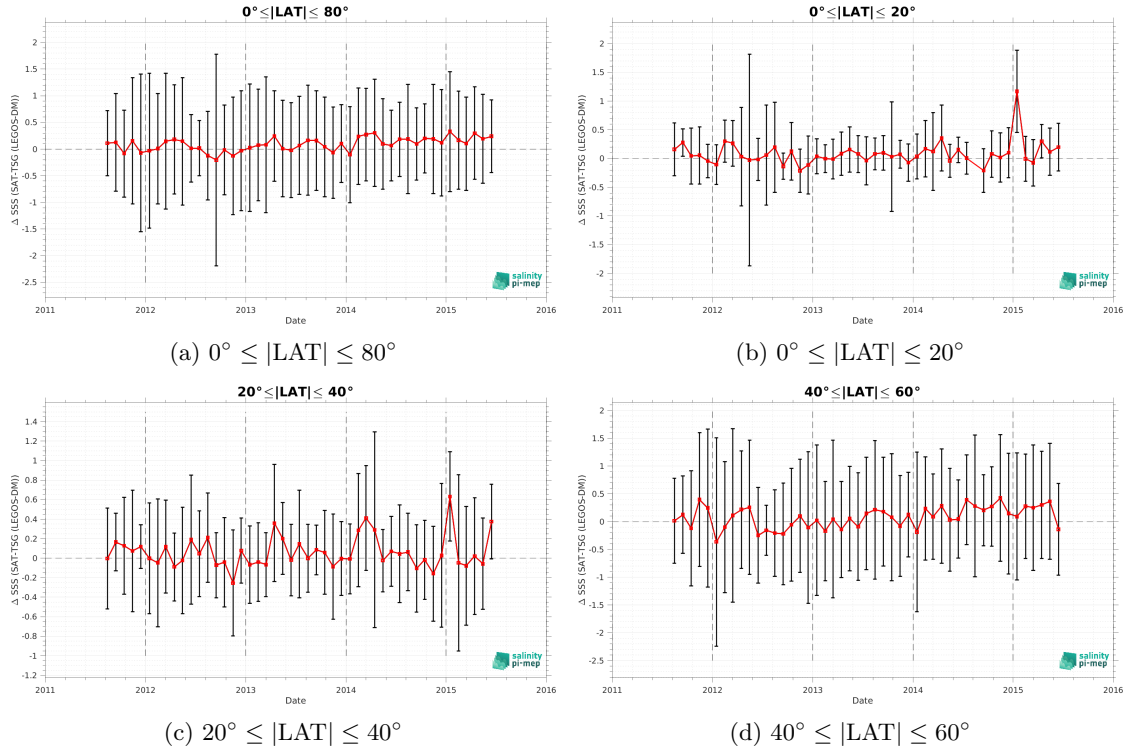 0°≤|LAT|≤ 80°
Δ SSS (SAT-TSG (LEGOS-DM))
2
1.5
1
0.5
0
-0.5
-1
-1.5
-2
-2.5
2011
2012
2013
2014
2015
2016
Date
salinity
pi-mep
(a) 0° ≤ |LAT| ≤ 80°
0°≤|LAT|≤ 20°
Δ SSS (SAT-TSG (LEGOS-DM))
2
1.5
1
0.5
0
-0.5
-1
-1.5
-2
2011
2012
2013
2014
2015
2016
Date
salinity
pi-mep
(b) 0° ≤ |LAT| ≤ 20°
20°≤|LAT|≤ 40°
Δ SSS (SAT-TSG (LEGOS-DM))
1.4
1.2
1
0.8
0.6
0.4
0.2
0
-0.2
-0.4
-0.6
-0.8
-1
-1.2
2011
2012
2013
2014
2015
2016
Date
salinity
pi-mep
(c) 20° ≤ |LAT| ≤ 40°
40°≤|LAT|≤ 60°
Δ SSS (SAT-TSG (LEGOS-DM))
2
1.5
1
0.5
0
-0.5
-1
-1.5
-2
-2.5
2011
2012
2013
2014
2015
2016
Date
salinity
pi-mep
(d) 40° ≤ |LAT| ≤ 60°